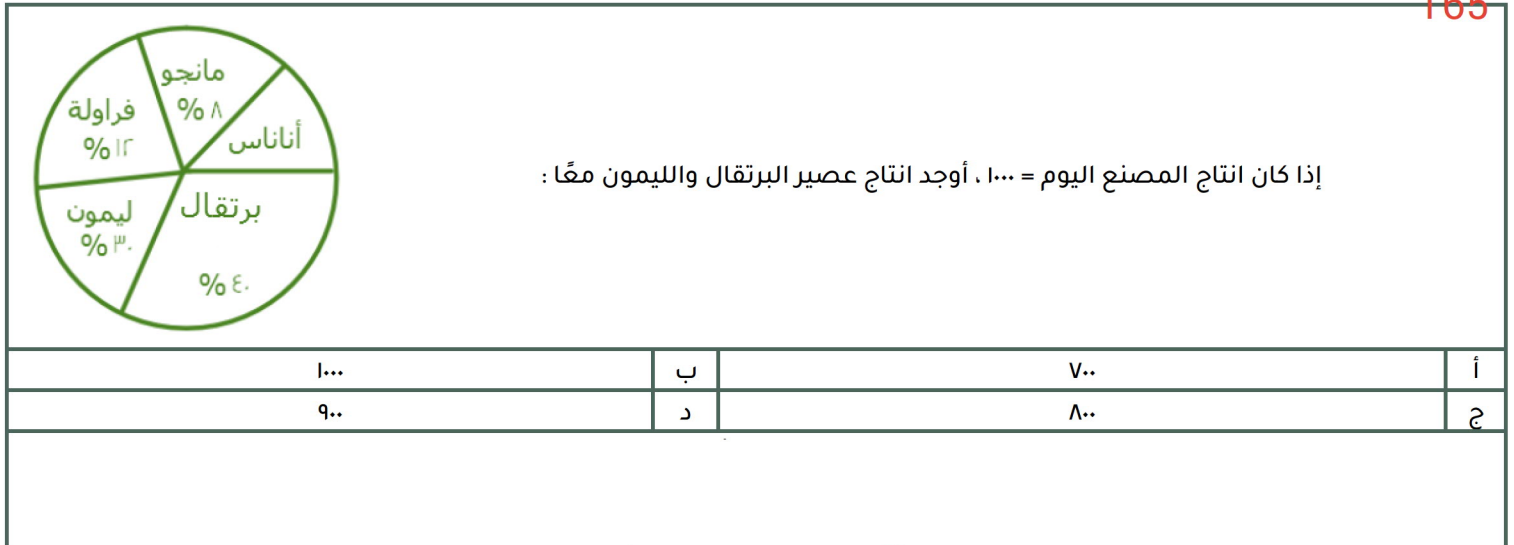 165
مانجو
٨ %
أناناس
فراولة
١٢ %
ليمون
٣٠ %
برتقال
٤٠ %
إذا كان انتاج المصنع اليوم = ١٠٠٠ ، أوجد انتاج عصير البرتقال والليمون معًا :
أ ٧٠٠ ب ١٠٠٠
ج ٨٠٠ د ٩٠٠